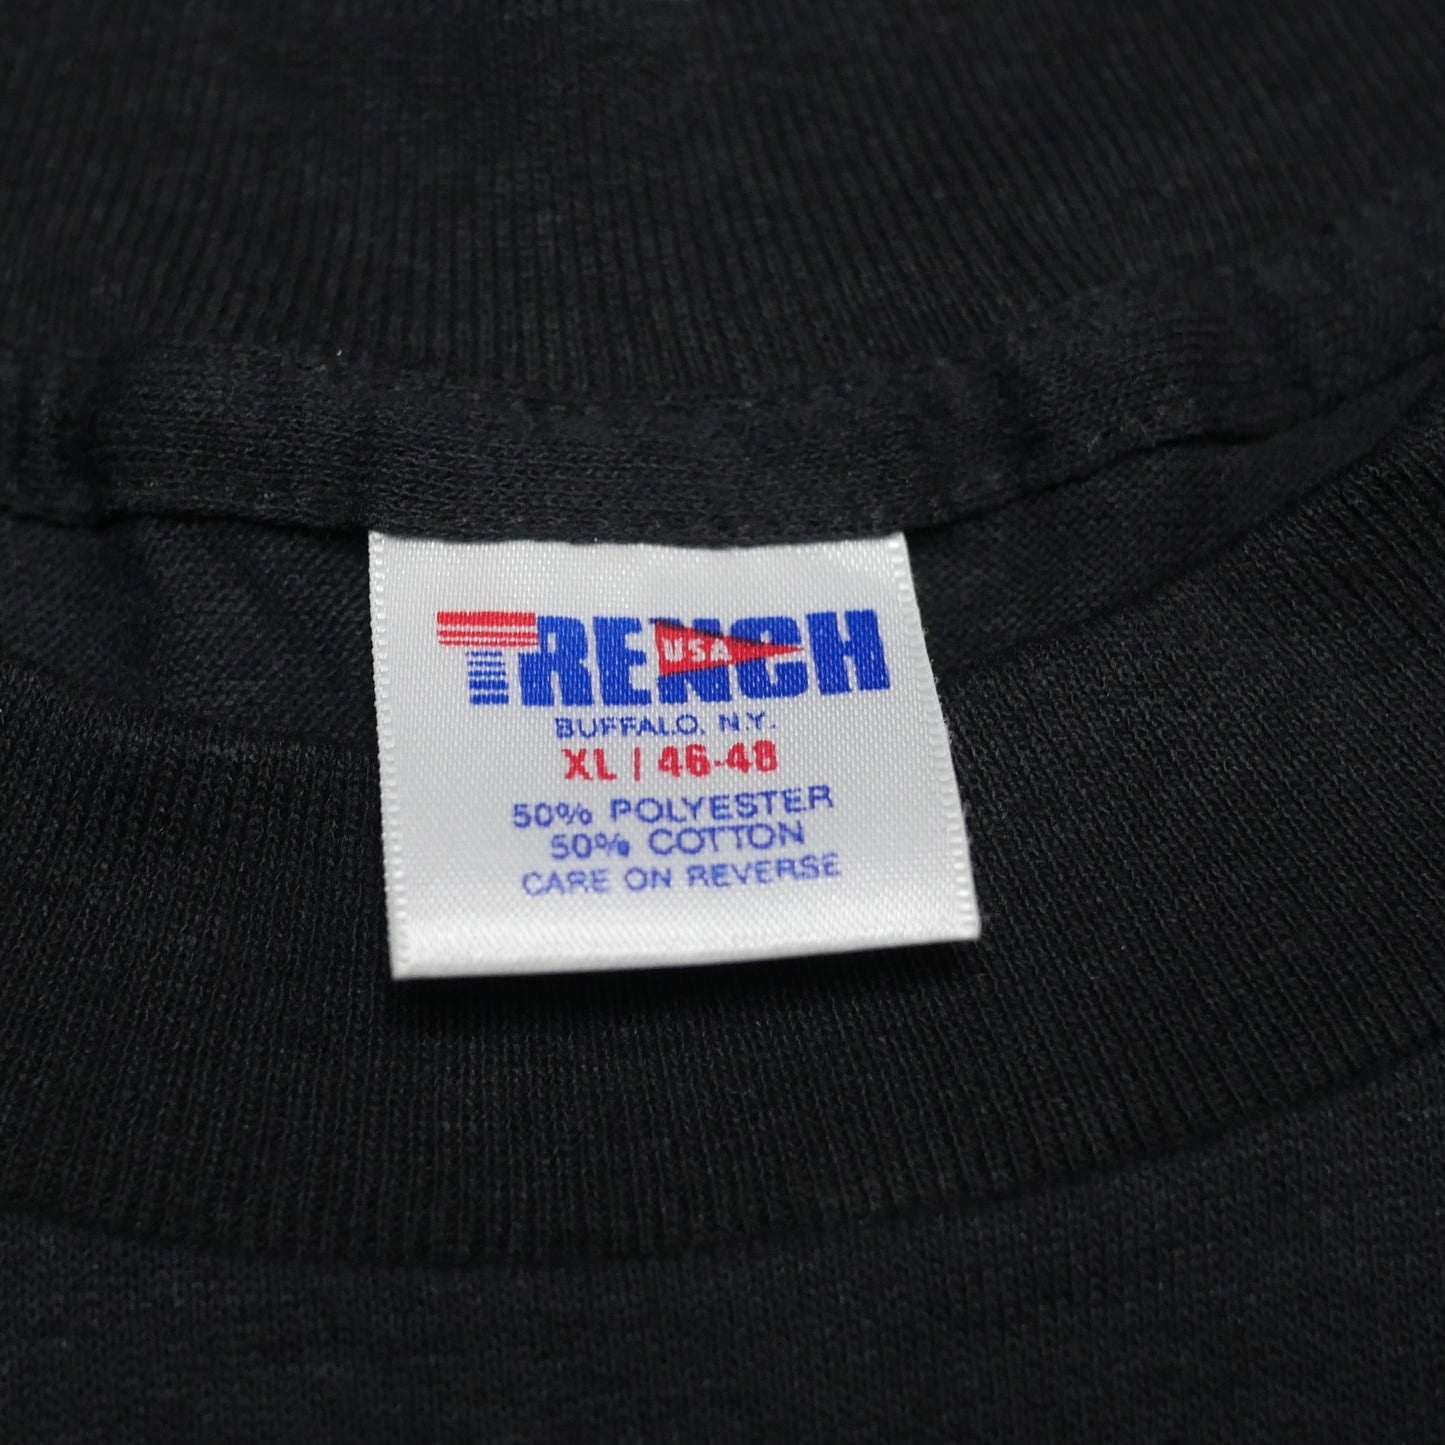 TRENCH
USA
BUFFALO, N.Y.
XL | 46-48
50% POLYESTER
50% COTTON
CARE ON REVERSE